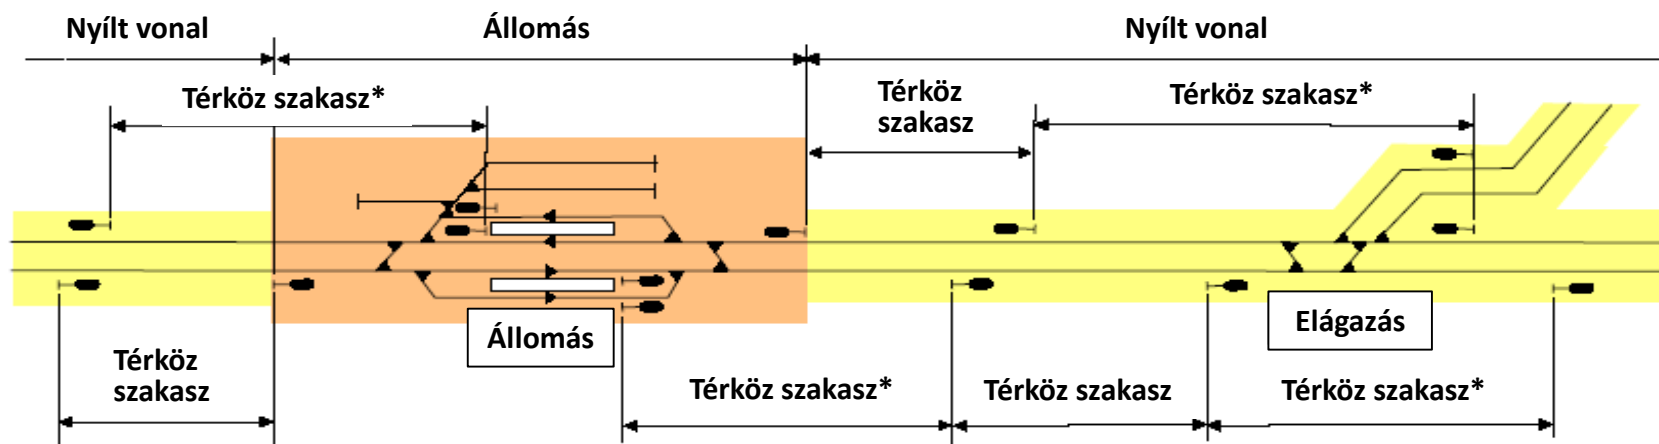 Nyílt vonal
Állomás
Nyílt vonal
Térköz szakasz*
Térköz
szakasz
Térköz szakasz*
Állomás
Elágazás
Térköz
szakasz
Térköz szakasz*
Térköz szakasz
Térköz szakasz*